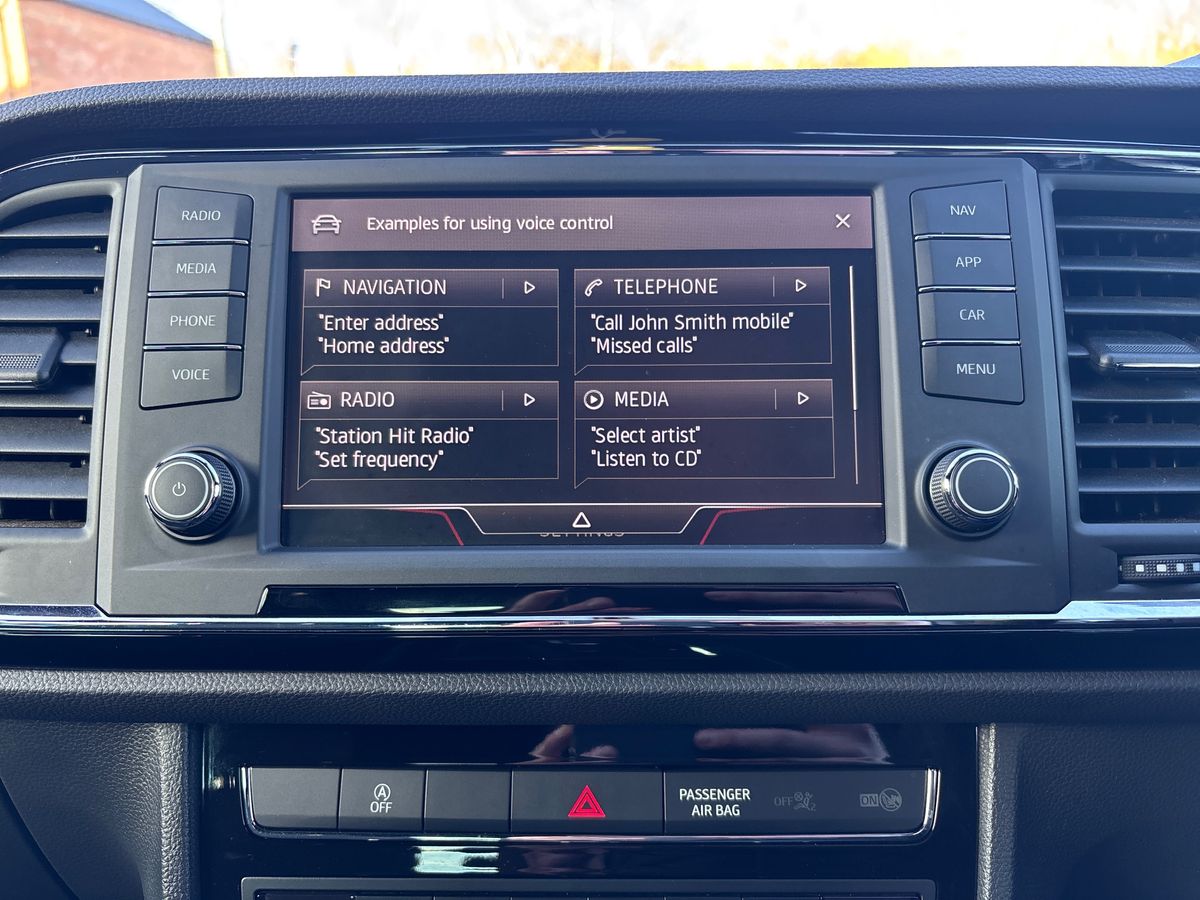 RADIO
MEDIA
PHONE
VOICE
Examples for using voice control
NAVIGATION
"Enter address"
"Home address"
TELEPHONE
"Call John Smith mobile"
"Missed calls"
RADIO
"Station Hit Radio"
"Set frequency"
MEDIA
"Select artist"
"Listen to CD"
SETTINGS
NAV
APP
CAR
MENU
A
OFF
PASSENGER
AIR BAG
OFF
2
ON